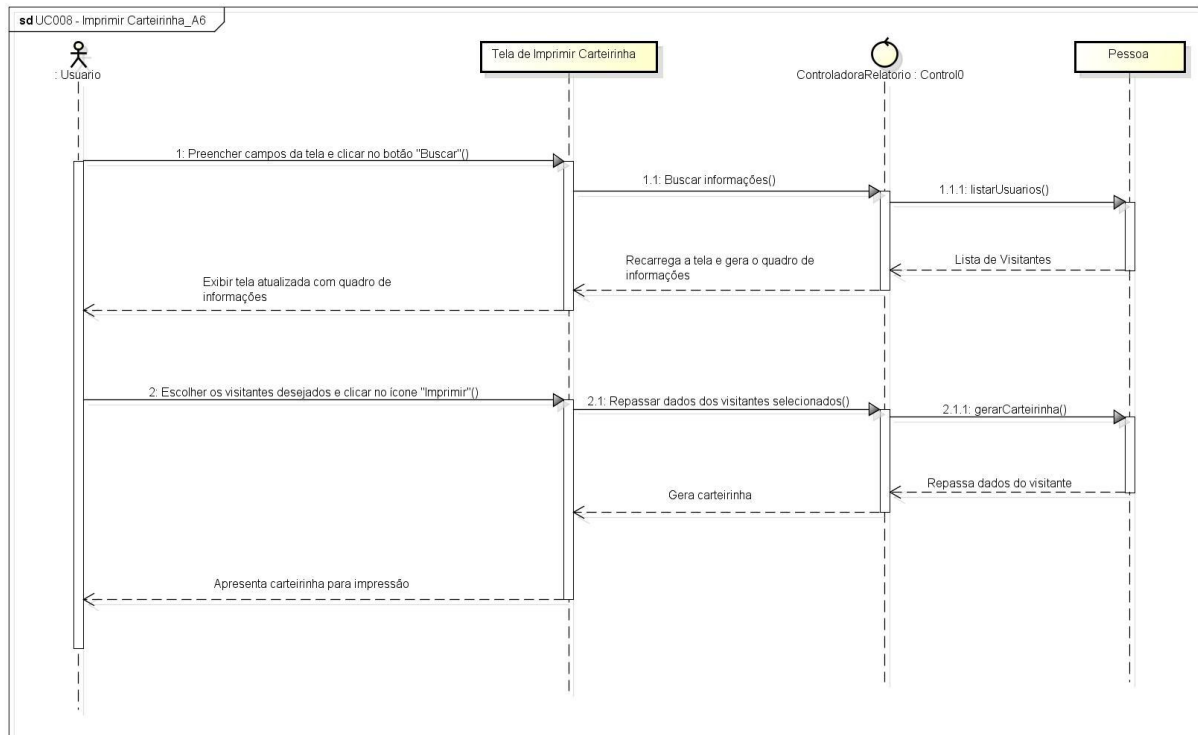 sd UC008 - Imprimir Carteirinha_A6
: Usuario
Tela de Imprimir Carteirinha
ControladoraRelatorio : Control0
Pessoa
1: Preencher campos da tela e clicar no botão "Buscar"()
1.1: Buscar informações()
1.1.1: listarUsuarios()
Lista de Visitantes
Recarrega a tela e gera o quadro de
informações
Exibir tela atualizada com quadro de
informações
2: Escolher os visitantes desejados e clicar no ícone "Imprimir"()
2.1: Repassar dados dos visitantes selecionados()
2.1.1: gerarCarteirinha()
Repassa dados do visitante
Gera carteirinha
Apresenta carteirinha para impressão